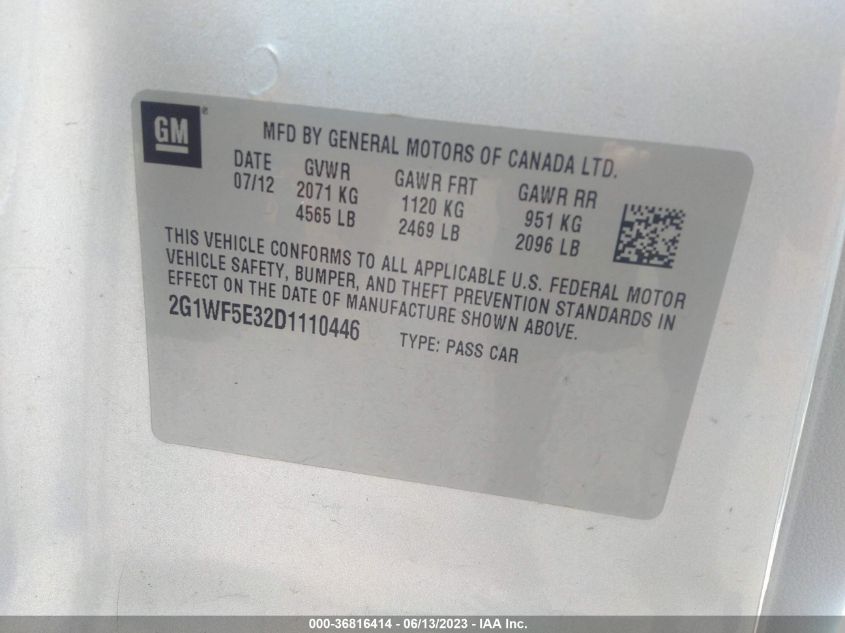 GM ®
MFD BY GENERAL MOTORS OF CANADA LTD.
DATE GVWR GAWR FRT GAWR RR
07/12 2071 KG 1120 KG 951 KG
4565 LB 2469 LB 2096 LB
THIS VEHICLE CONFORMS TO ALL APPLICABLE U.S. FEDERAL MOTOR
VEHICLE SAFETY, BUMPER, AND THEFT PREVENTION STANDARDS IN
EFFECT ON THE DATE OF MANUFACTURE SHOWN ABOVE.
2G1WF5E32D1110446 TYPE: PASS CAR
000-36816414 - 06/13/2023 - IAA Inc.